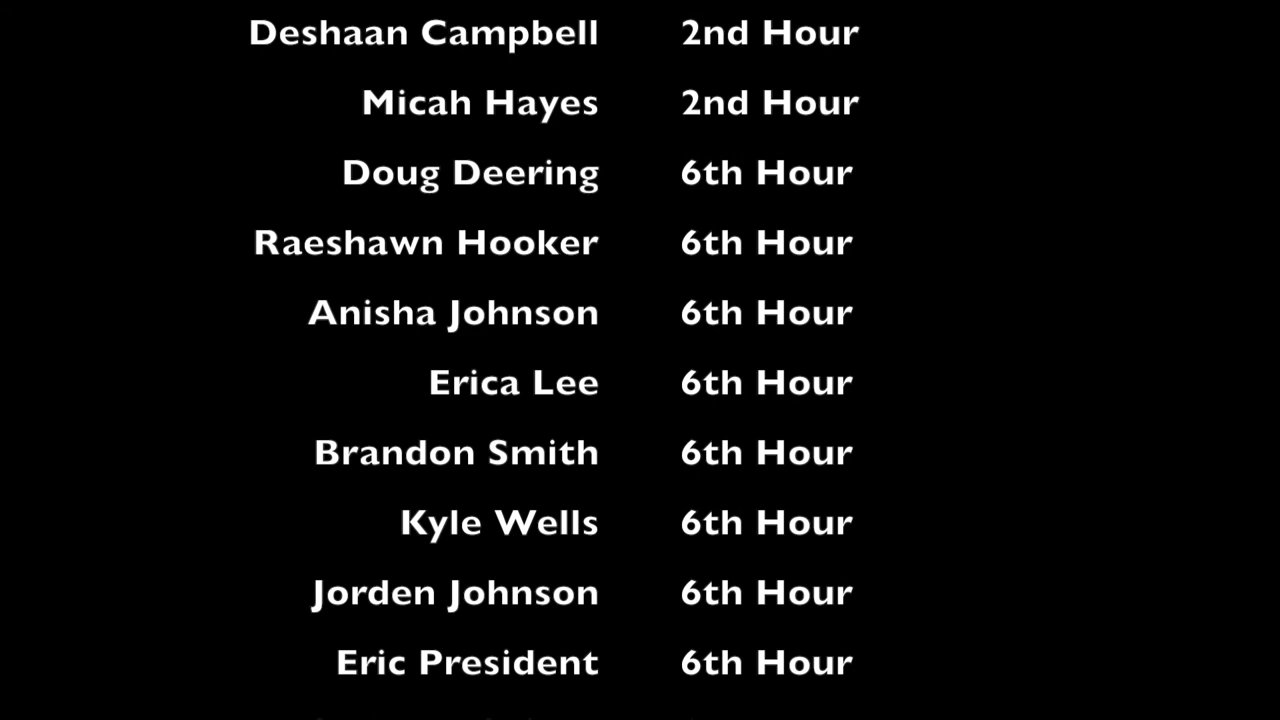 Deshaan Campbell 2nd Hour
Micah Hayes 2nd Hour
Doug Deering 6th Hour
Raeshawn Hooker 6th Hour
Anisha Johnson 6th Hour
Erica Lee 6th Hour
Brandon Smith 6th Hour
Kyle Wells 6th Hour
Jorden Johnson 6th Hour
Eric President 6th Hour